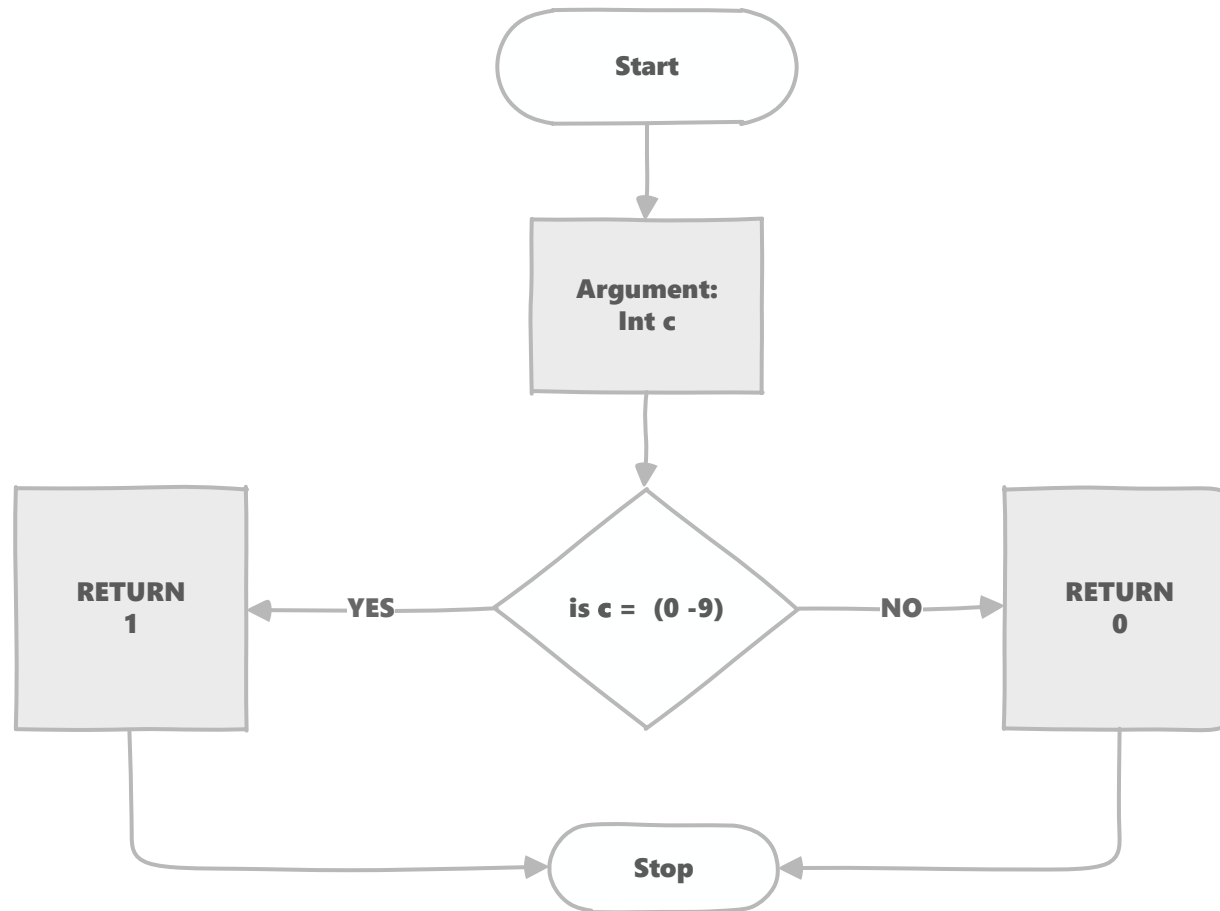 Start
Argument:
Int c
is c =  (0 -9)
YES
NO
RETURN
1
RETURN
0
Stop